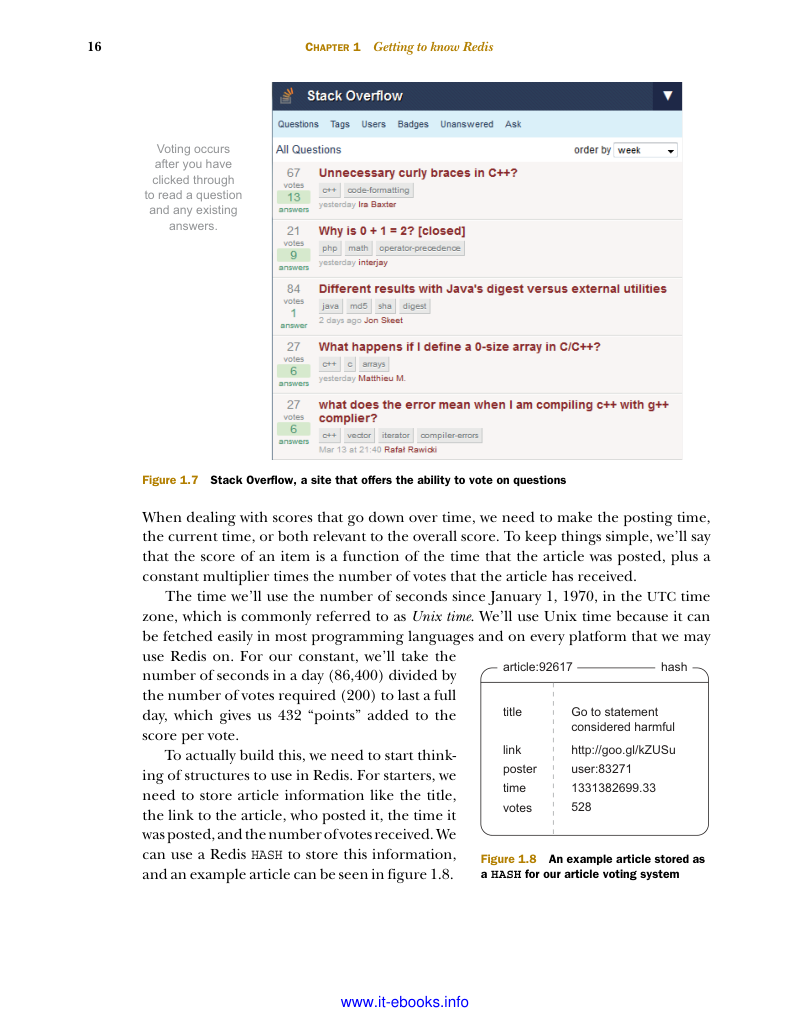 16
CHAPTER 1 Getting to know Redis
Voting occurs
after you have
clicked through
to read a question
and any existing
answers.
Stack Overflow
▼
Questions Tags Users Badges Unanswered Ask
All Questions
order by week
67
votes
13
answers
Unnecessary curly braces in C++?
c++ code-formatting
yesterday Ira Baxter
21
votes
9
answers
Why is 0 + 1 = 2? [closed]
php math operator-precedence
yesterday interjay
84
votes
1
answer
Different results with Java's digest versus external utilities
java md5 sha digest
2 days ago Jon Skeet
27
votes
6
answers
What happens if I define a 0-size array in C/C++?
c++ c arrays
yesterday Matthieu M.
27
votes
6
answers
what does the error mean when I am compiling c++ with g++
complier?
c++ vector iterator compiler-errors
Mar 13 at 21:40 Rafał Rawicki
Figure 1.7 Stack Overflow, a site that offers the ability to vote on questions
When dealing with scores that go down over time, we need to make the posting time,
the current time, or both relevant to the overall score. To keep things simple, we'll say
that the score of an item is a function of the time that the article was posted, plus a
constant multiplier times the number of votes that the article has received.
The time we'll use the number of seconds since January 1, 1970, in the UTC time
zone, which is commonly referred to as Unix time. We'll use Unix time because it can
be fetched easily in most programming languages and on every platform that we may
use Redis on. For our constant, we'll take the
number of seconds in a day (86,400) divided by
the number of votes required (200) to last a full
day, which gives us 432 “points” added to the
score per vote.
To actually build this, we need to start think-
ing of structures to use in Redis. For starters, we
need to store article information like the title,
the link to the article, who posted it, the time it
was posted, and the number of votes received. We
can use a Redis HASH to store this information,
and an example article can be seen in figure 1.8.
article:92617 hash
title Go to statement
considered harmful
link http://goo.gl/kZUSu
poster user:83271
time 1331382699.33
votes 528
Figure 1.8 An example article stored as
a HASH for our article voting system
www.it-ebooks.info